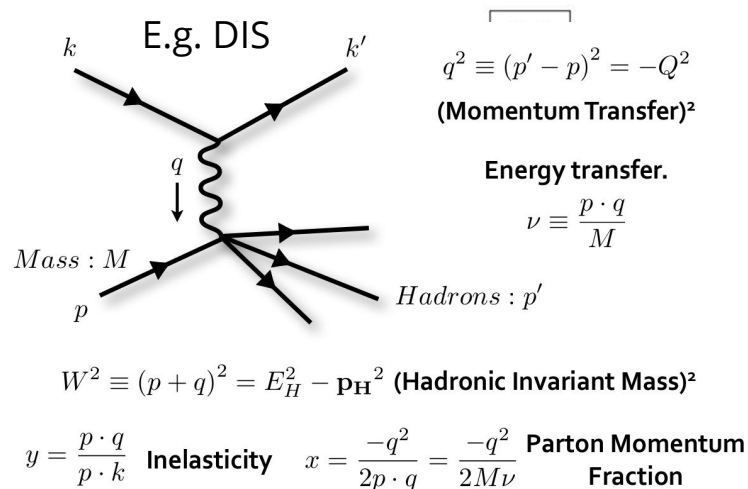 E.g. DIS
k
k′
q² ≡ (p′ − p)² = −Q²
(Momentum Transfer)²
q
Energy transfer.
ν ≡ p · q / M
Mass : M
p
Hadrons : p′
W² ≡ (p + q)² = E_H² − p_H² (Hadronic Invariant Mass)²
y = p · q / p · k Inelasticity x = −q² / 2p · q = −q² / 2Mν Parton Momentum
Fraction